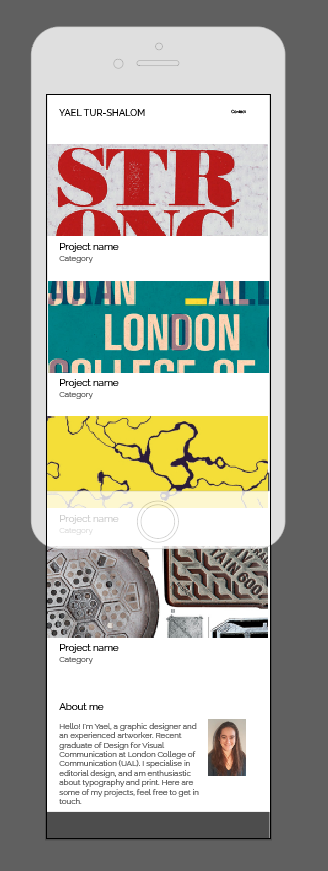 YAEL TUR-SHALOM
Contact
STR
ONG
Project name
Category
ALL
LONDON
COLLEGE OF
Project name
Category
Project name
Category
Project name
Category
About me
Hello! I'm Yael, a graphic designer and
an experienced artworker. Recent
graduate of Design for Visual
Communication at London College of
Communication (UAL). I specialise in
editorial design, and am enthusiastic
about typography and print. Here are
some of my projects, feel free to get in
touch.